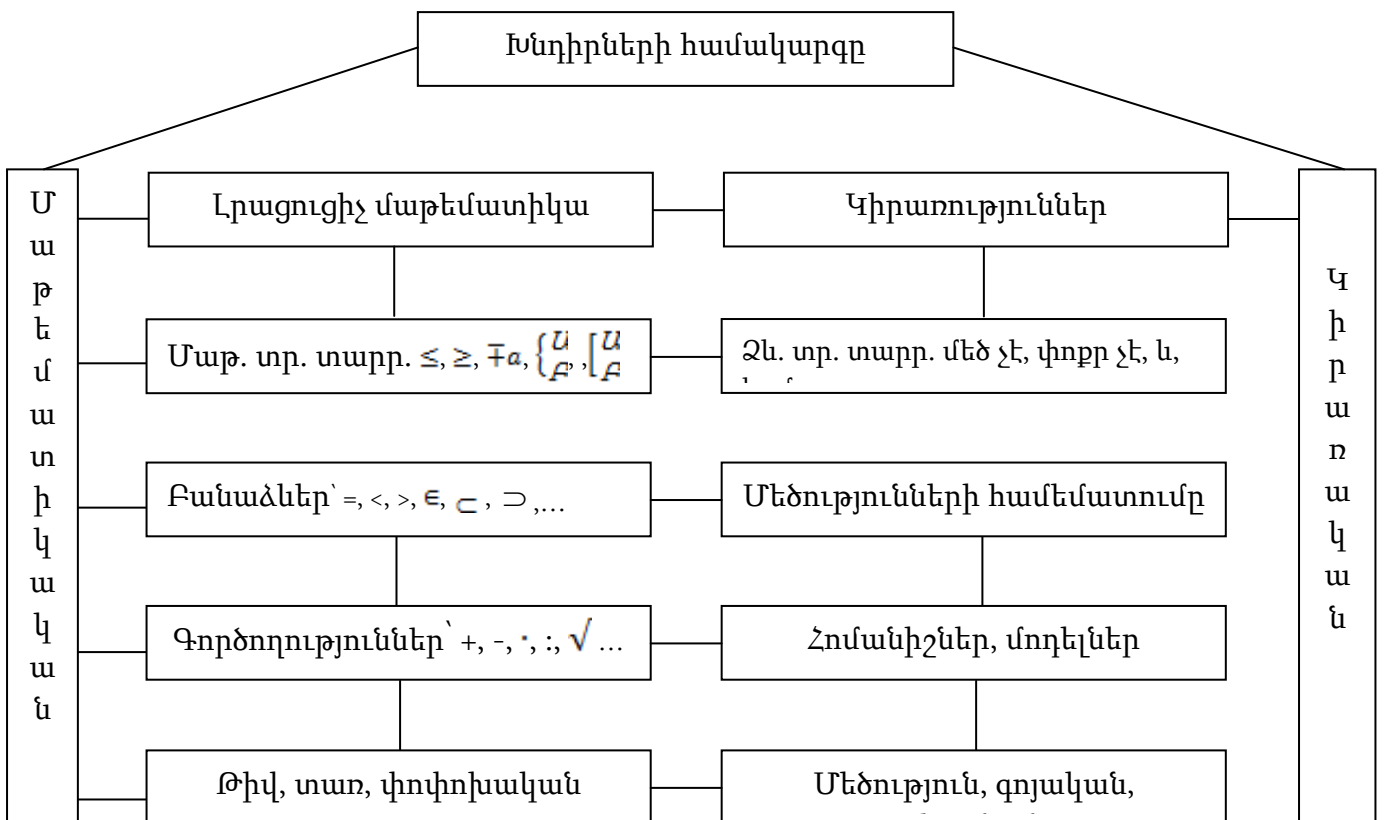 Խնդիրների համակարգը
Մաթեմատիկական
Լրացուցիչ մաթեմատիկա
Կիրառություններ
Մաթ. տր. տարր. ≤, ≥, ∓a, {Ա Բ, ,[Ա Բ
Ձև. տր. տարր. մեծ չէ, փոքր չէ, և,
Բանաձևեր՝ =, <, >, ∈, ⊂ , ⊃ ,…
Մեծությունների համեմատումը
Գործողություններ՝ +, -, ·, :, √ …
Հոմանիշներ, մոդելներ
Թիվ, տառ, փոփոխական
Մեծություն, գոյական,
Կիրառական